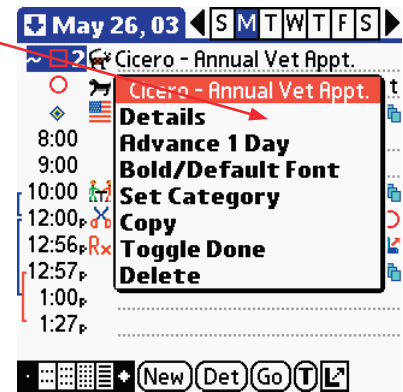 May 26, 03 S M T W T F S
~ 2 Cicero - Annual Vet Appt.
Cicero - Annual Vet Appt. t
Details
8:00 Advance 1 Day
9:00 Bold/Default Font
10:00 Set Category
12:00p Copy
12:56p Rx Toggle Done
12:57p Delete
1:00p
1:27p
New Det Go T